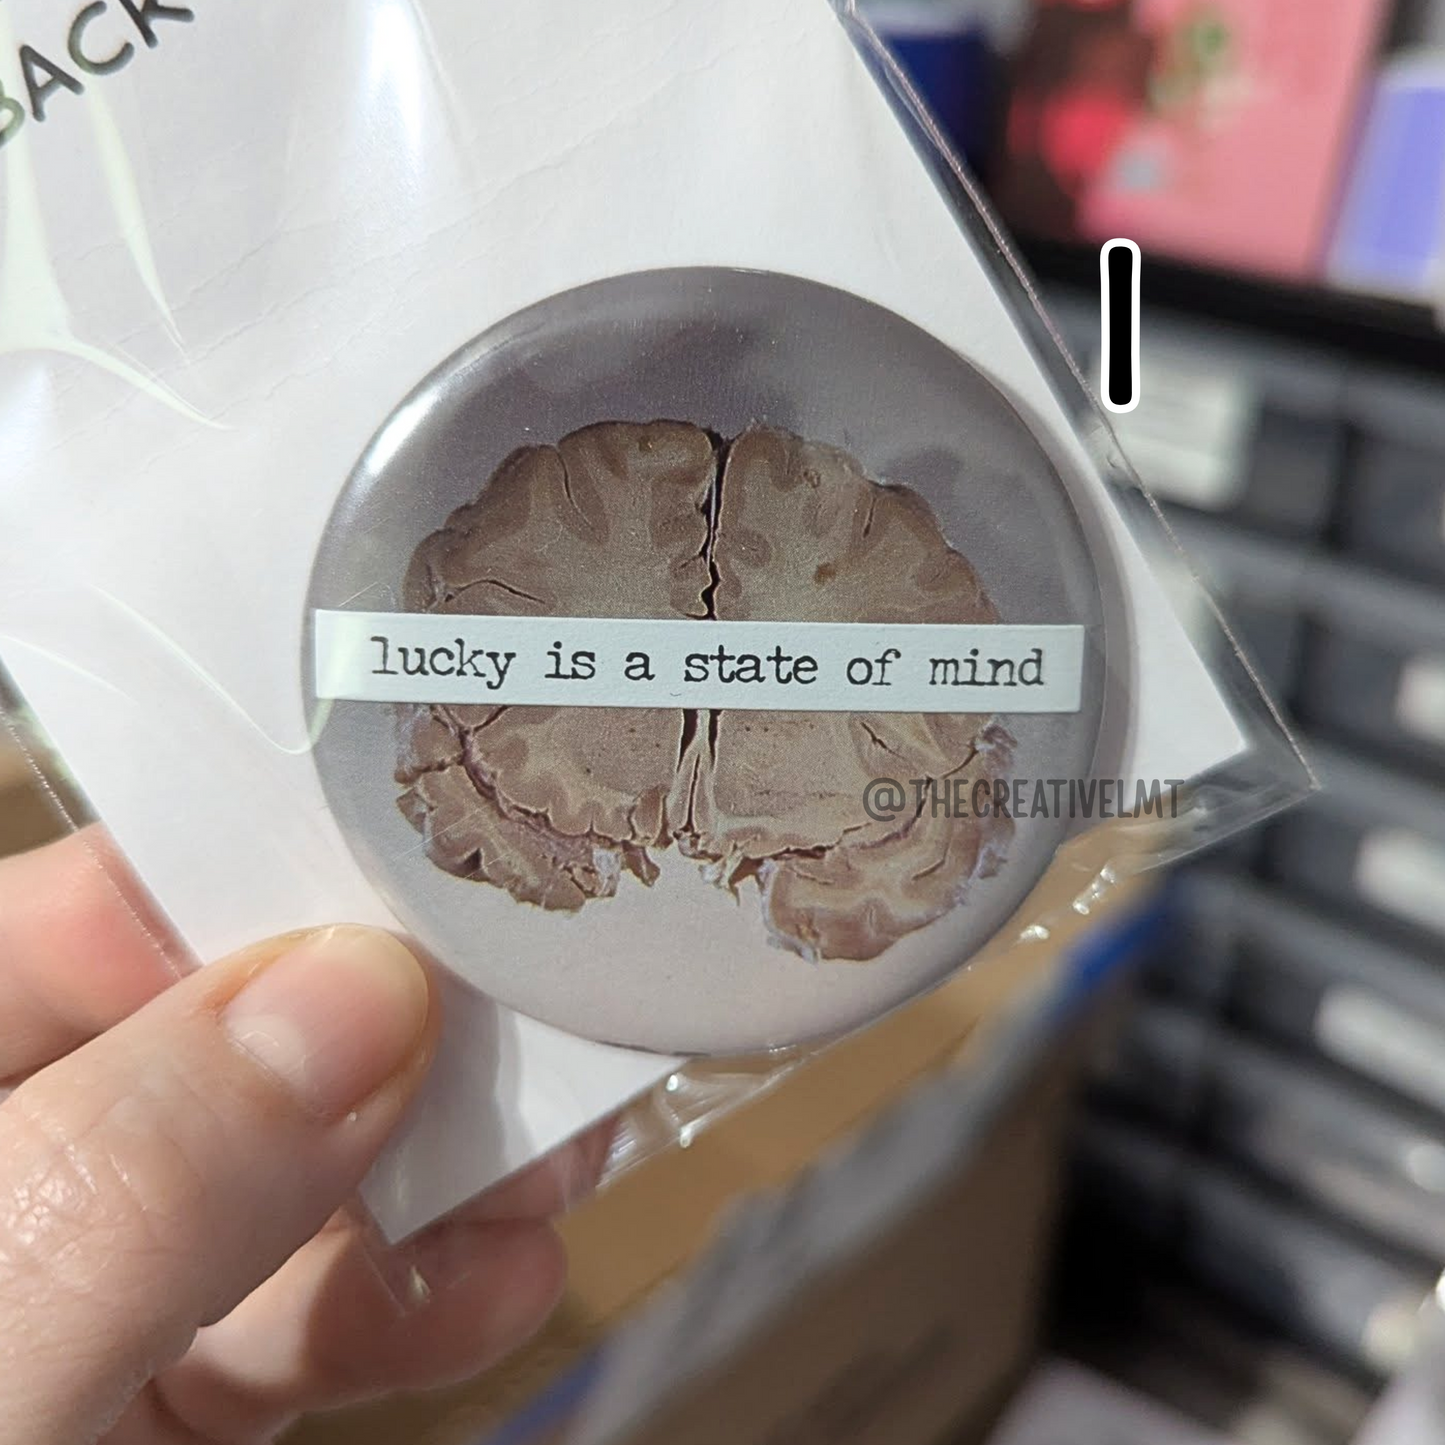 BACK
I
lucky is a state of mind
@THECREATIVELMT